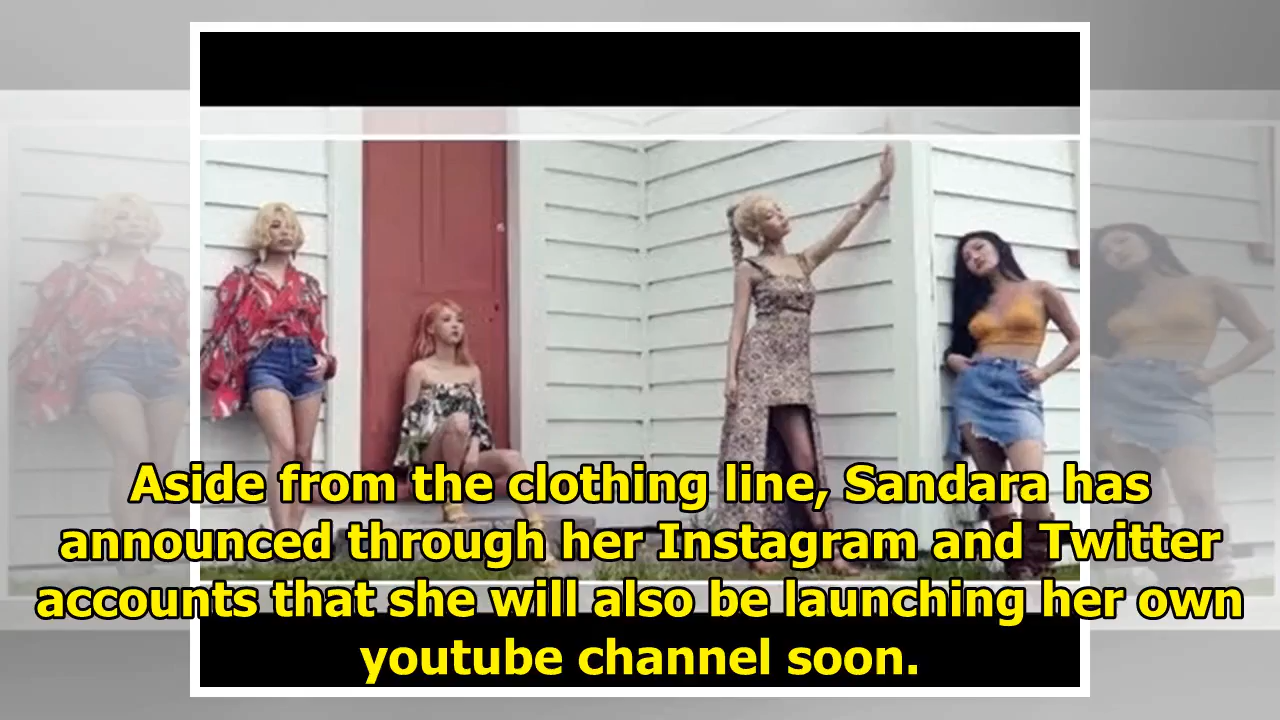 Aside from the clothing line, Sandara has
announced through her Instagram and Twitter
accounts that she will also be launching her own
youtube channel soon.